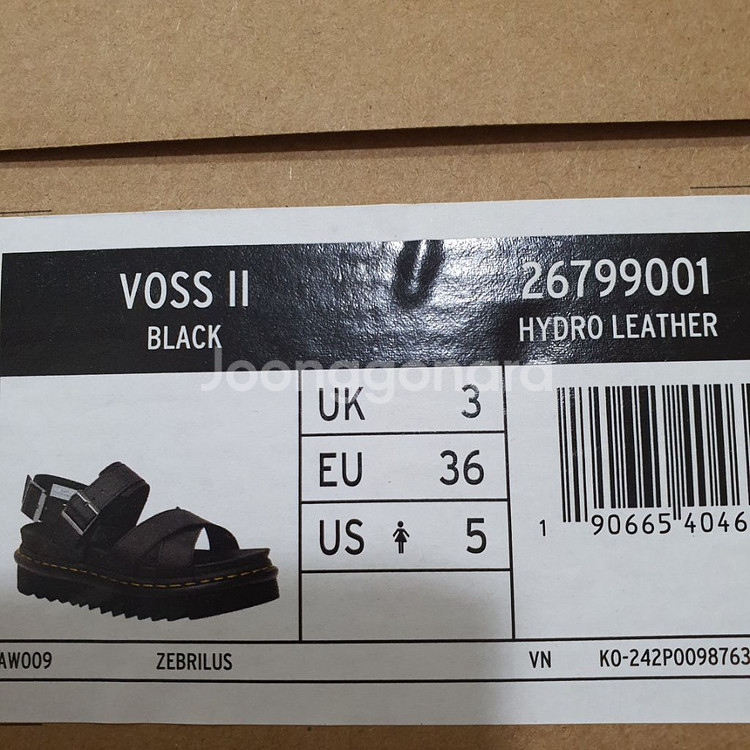 VOSS II
BLACK
26799001
HYDRO LEATHER
Joonggonara
UK 3
EU 36
US 5
1 90665 4046
AW009 ZEBRILUS VN KO-242P0098763